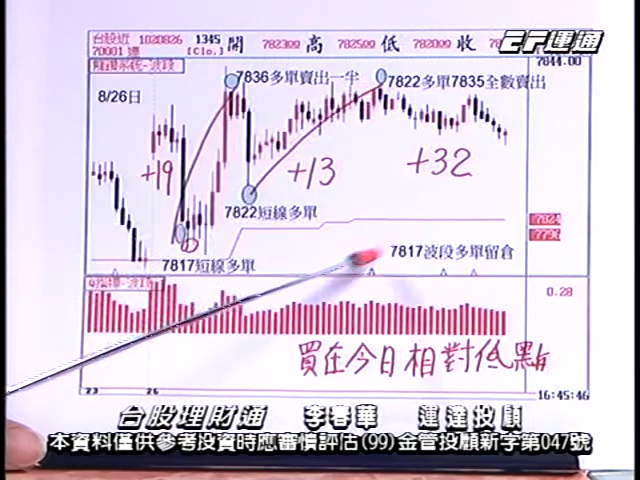 台股近 1020826 1345 開 782300 高 782500 低 782000 收
70001 [Clo.]
運通
7844.00
8/26日
7836多單賣出一半
7822多單7835全數賣出
+19
+13
+32
7822短線多單
7817短線多單
7817波段多單留倉
7824
7796
0.28
買在今日相對低點
23 26 16:45:46
台股理財通 李春華 運達投顧
本資料僅供參考投資時應審慎評估(99)金管投顧新字第047號